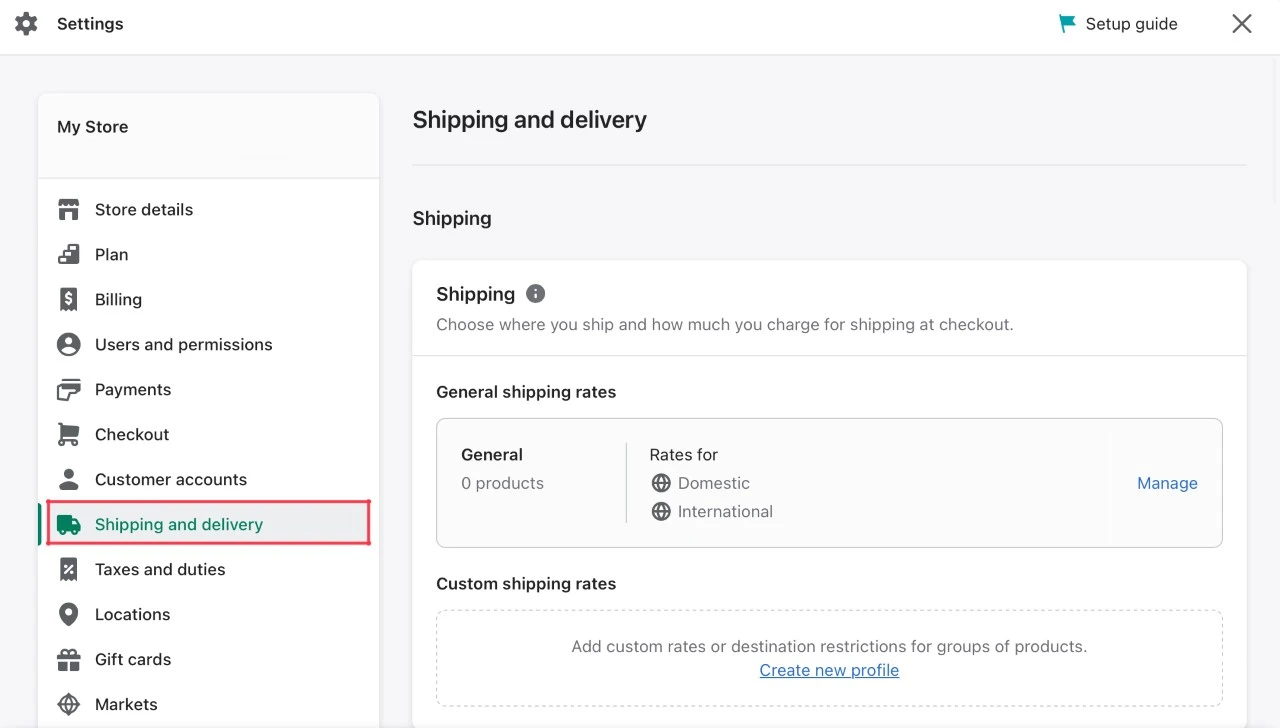 Settings
Setup guide
My Store
Store details
Plan
Billing
Users and permissions
Payments
Checkout
Customer accounts
Shipping and delivery
Taxes and duties
Locations
Gift cards
Markets
Shipping and delivery
Shipping
Shipping
Choose where you ship and how much you charge for shipping at checkout.
General shipping rates
General
0 products
Rates for
Domestic
International
Manage
Custom shipping rates
Add custom rates or destination restrictions for groups of products.
Create new profile